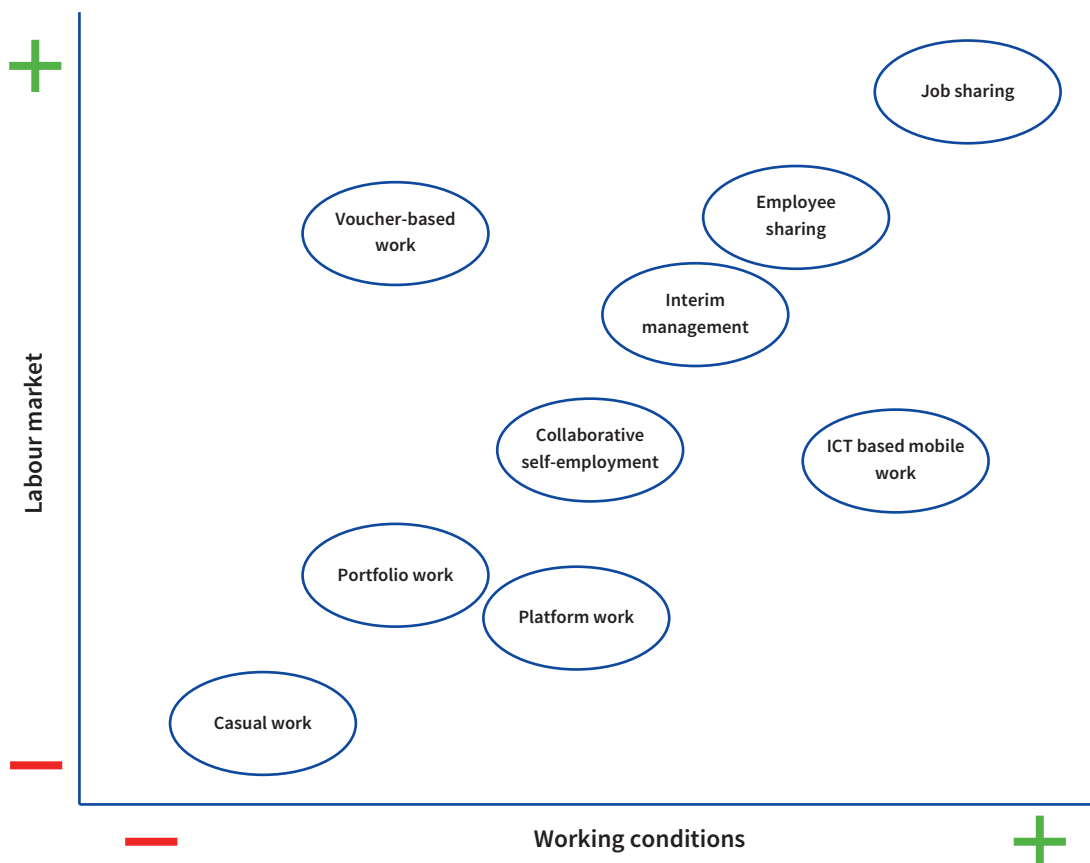 Job sharing
Employee
sharing
Voucher-based
work
Interim
management
Collaborative
self-employment
ICT based mobile
work
Portfolio work
Platform work
Casual work
Labour market
Working conditions